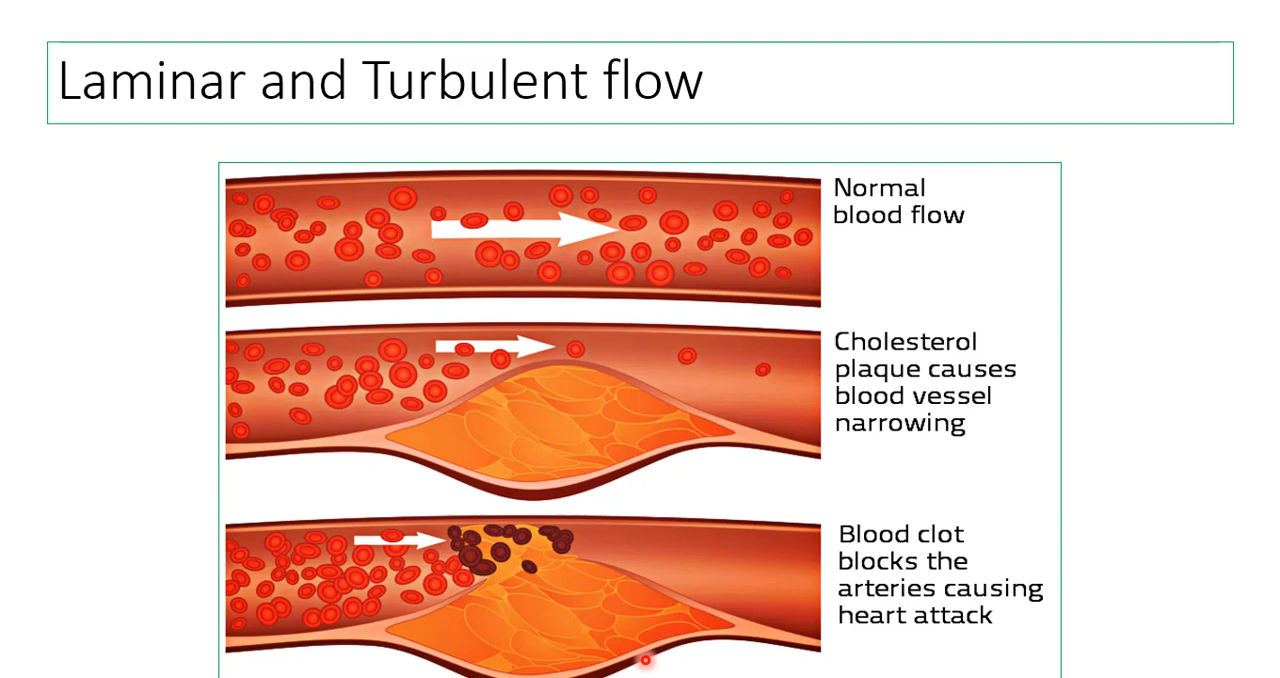 Laminar and Turbulent flow
Normal
blood flow
Cholesterol
plaque causes
blood vessel
narrowing
Blood clot
blocks the
arteries causing
heart attack